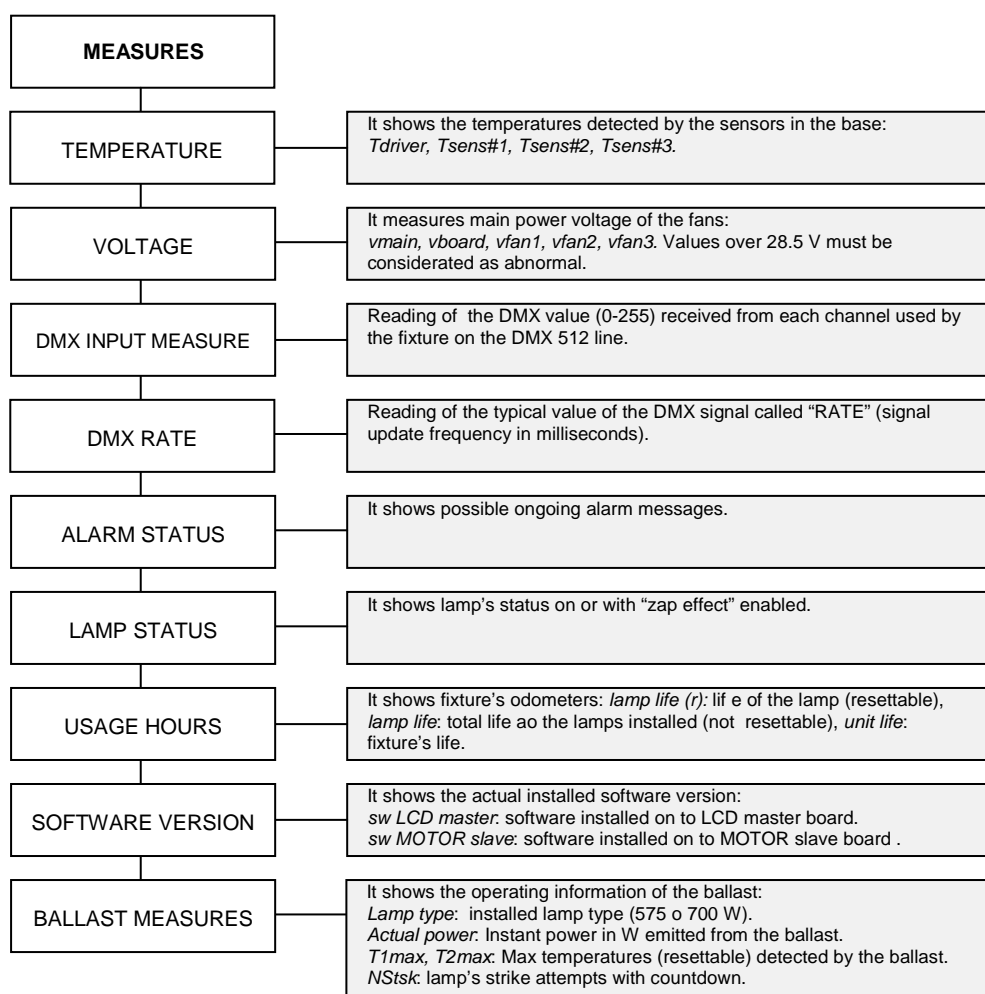 MEASURES
TEMPERATURE
It shows the temperatures detected by the sensors in the base:
Tdriver, Tsens#1, Tsens#2, Tsens#3.
VOLTAGE
It measures main power voltage of the fans:
vmain, vboard, vfan1, vfan2, vfan3. Values over 28.5 V must be
considerated as abnormal.
DMX INPUT MEASURE
Reading of  the DMX value (0-255) received from each channel used by
the fixture on the DMX 512 line.
DMX RATE
Reading of the typical value of the DMX signal called “RATE” (signal
update frequency in milliseconds).
ALARM STATUS
It shows possible ongoing alarm messages.
LAMP STATUS
It shows lamp’s status on or with “zap effect” enabled.
USAGE HOURS
It shows fixture’s odometers: lamp life (r): lif e of the lamp (resettable),
lamp life: total life ao the lamps installed (not  resettable), unit life:
fixture’s life.
SOFTWARE VERSION
It shows the actual installed software version:
sw LCD master: software installed on to LCD master board.
sw MOTOR slave: software installed on to MOTOR slave board .
BALLAST MEASURES
It shows the operating information of the ballast:
Lamp type:  installed lamp type (575 o 700 W).
Actual power: Instant power in W emitted from the ballast.
T1max, T2max: Max temperatures (resettable) detected by the ballast.
NStsk: lamp’s strike attempts with countdown.